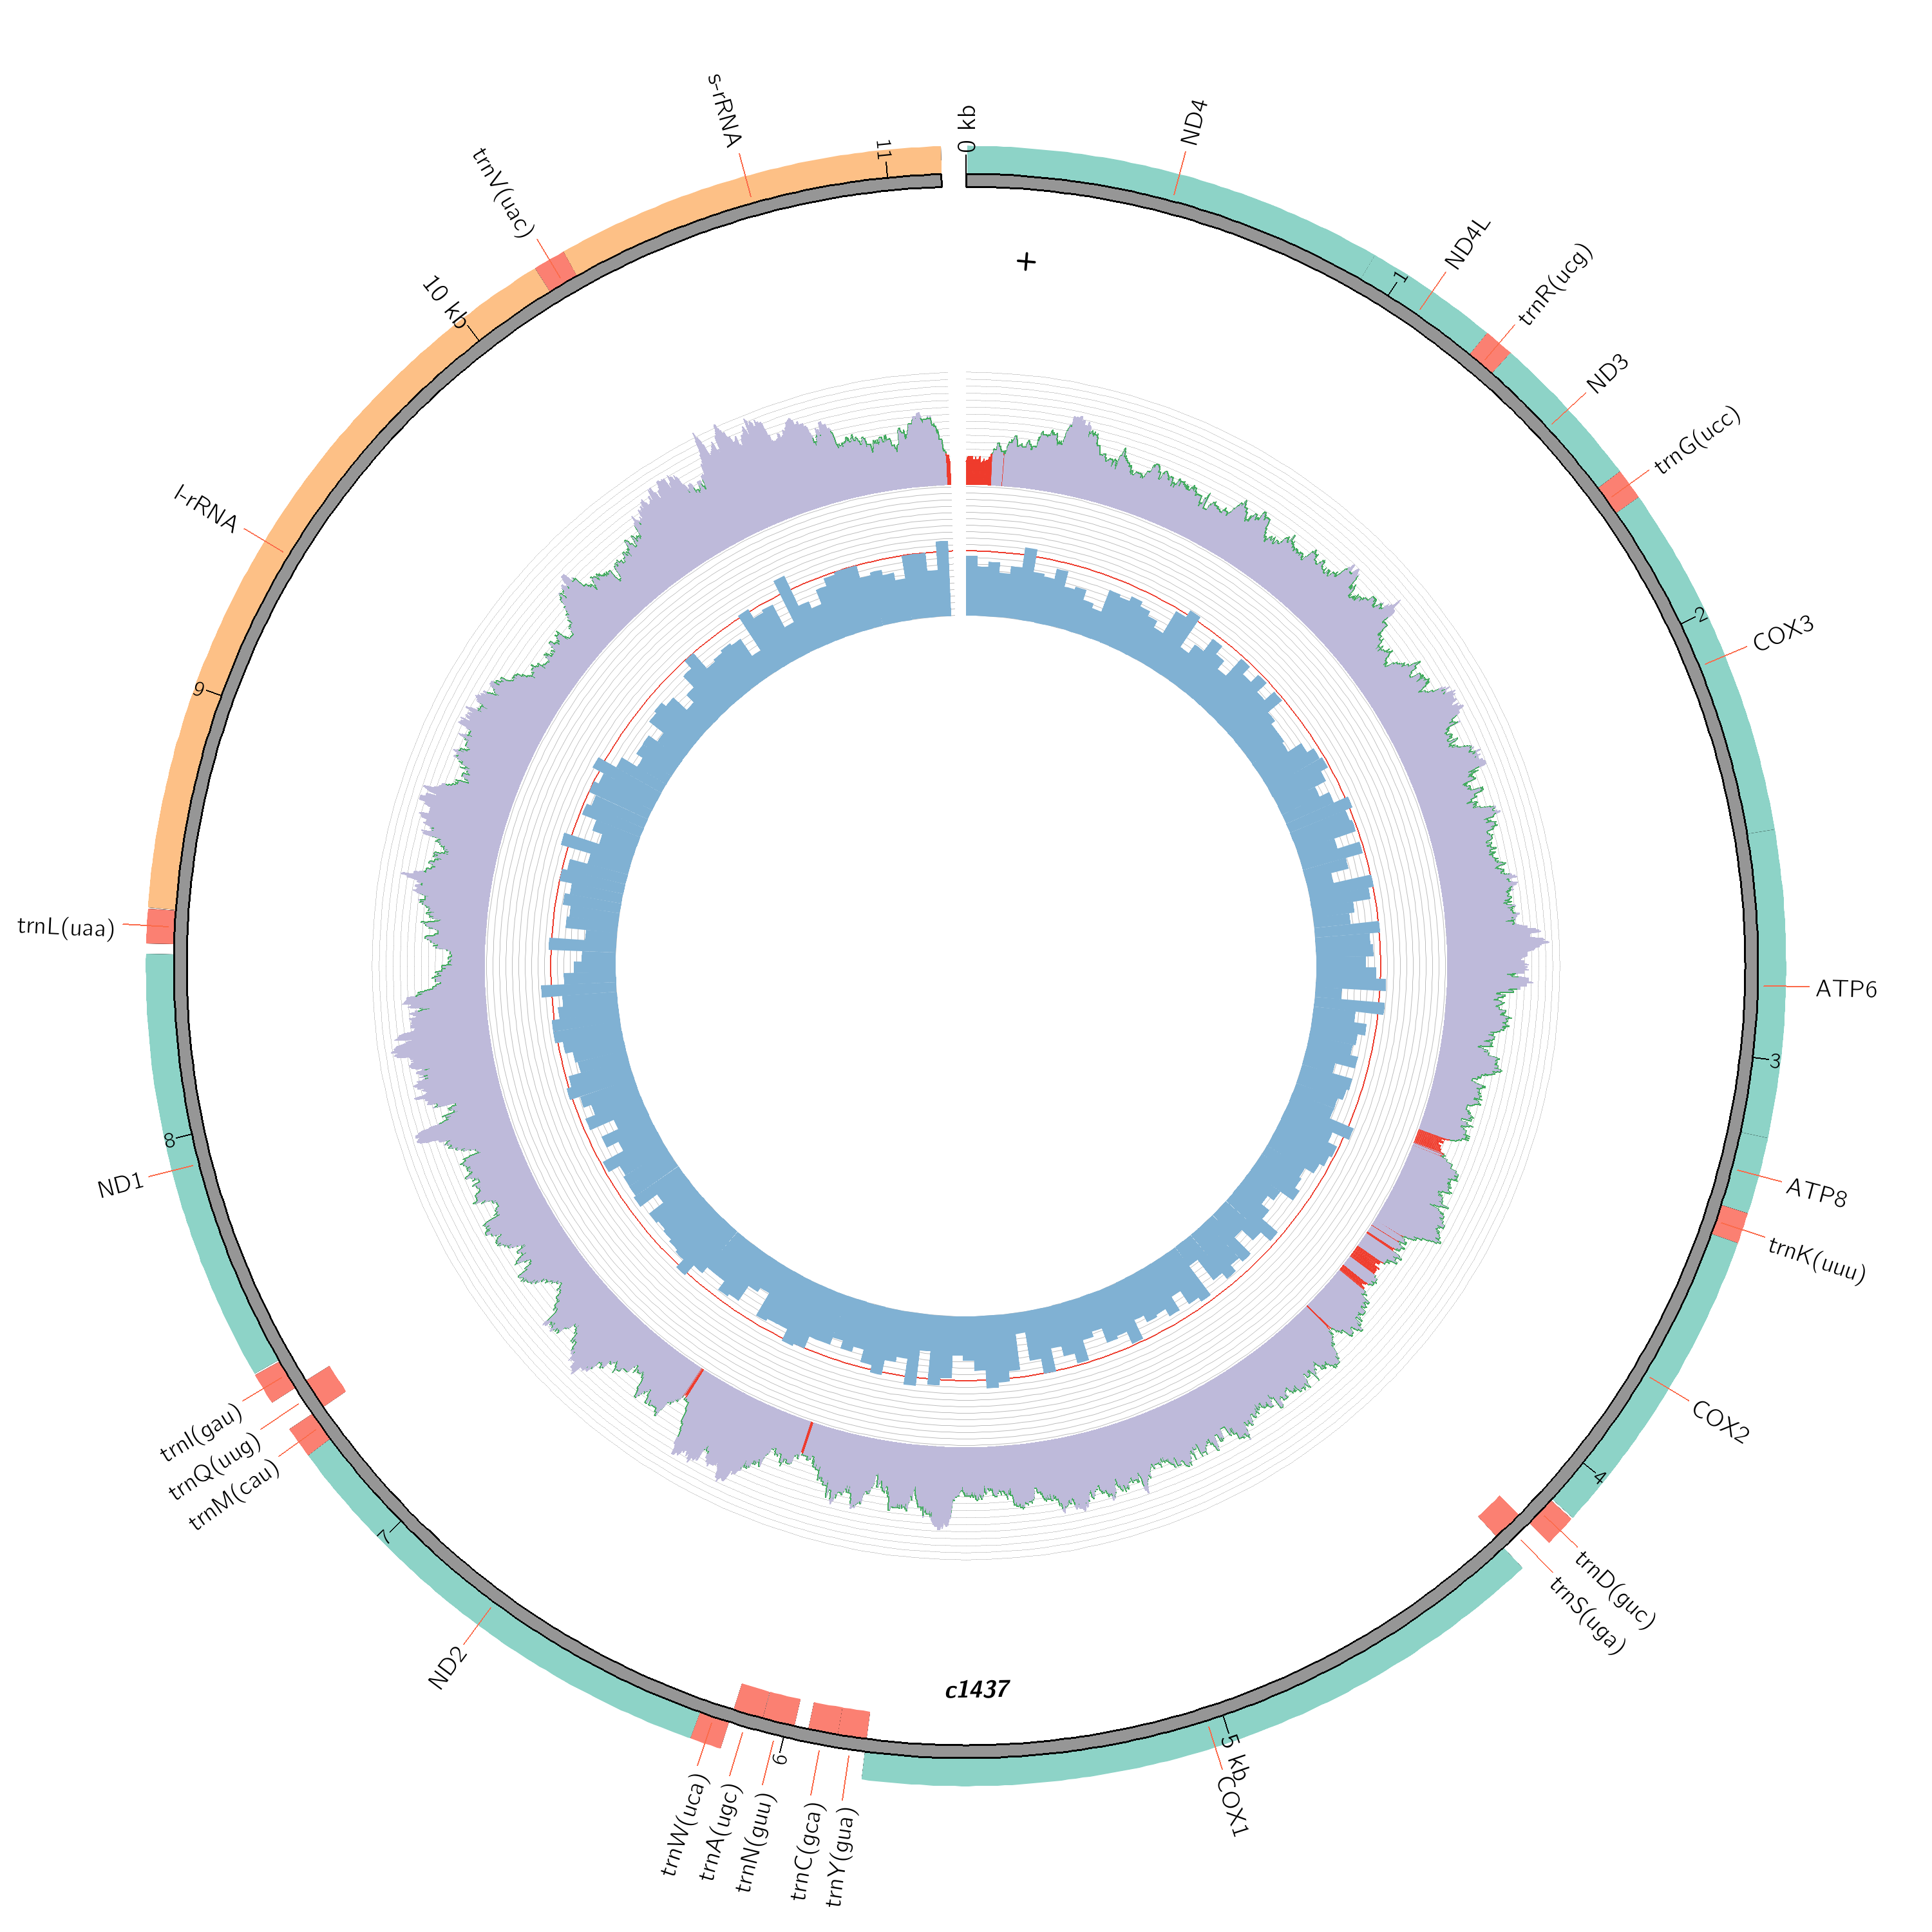 0 kb
ND4
1
ND4L
trnR(ucg)
ND3
trnG(ucc)
2
COX3
ATP6
3
ATP8
trnK(uuu)
COX2
4
trnD(guc)
trnS(uga)
5 kb
COX1
trnY(gua)
trnC(gca)
6
trnN(guu)
trnA(ugc)
trnW(uca)
ND2
7
trnM(cau)
trnQ(uug)
trnI(gau)
ND1
8
trnL(uaa)
9
l-rRNA
10 kb
trnV(uac)
s-rRNA
11
+
c1437